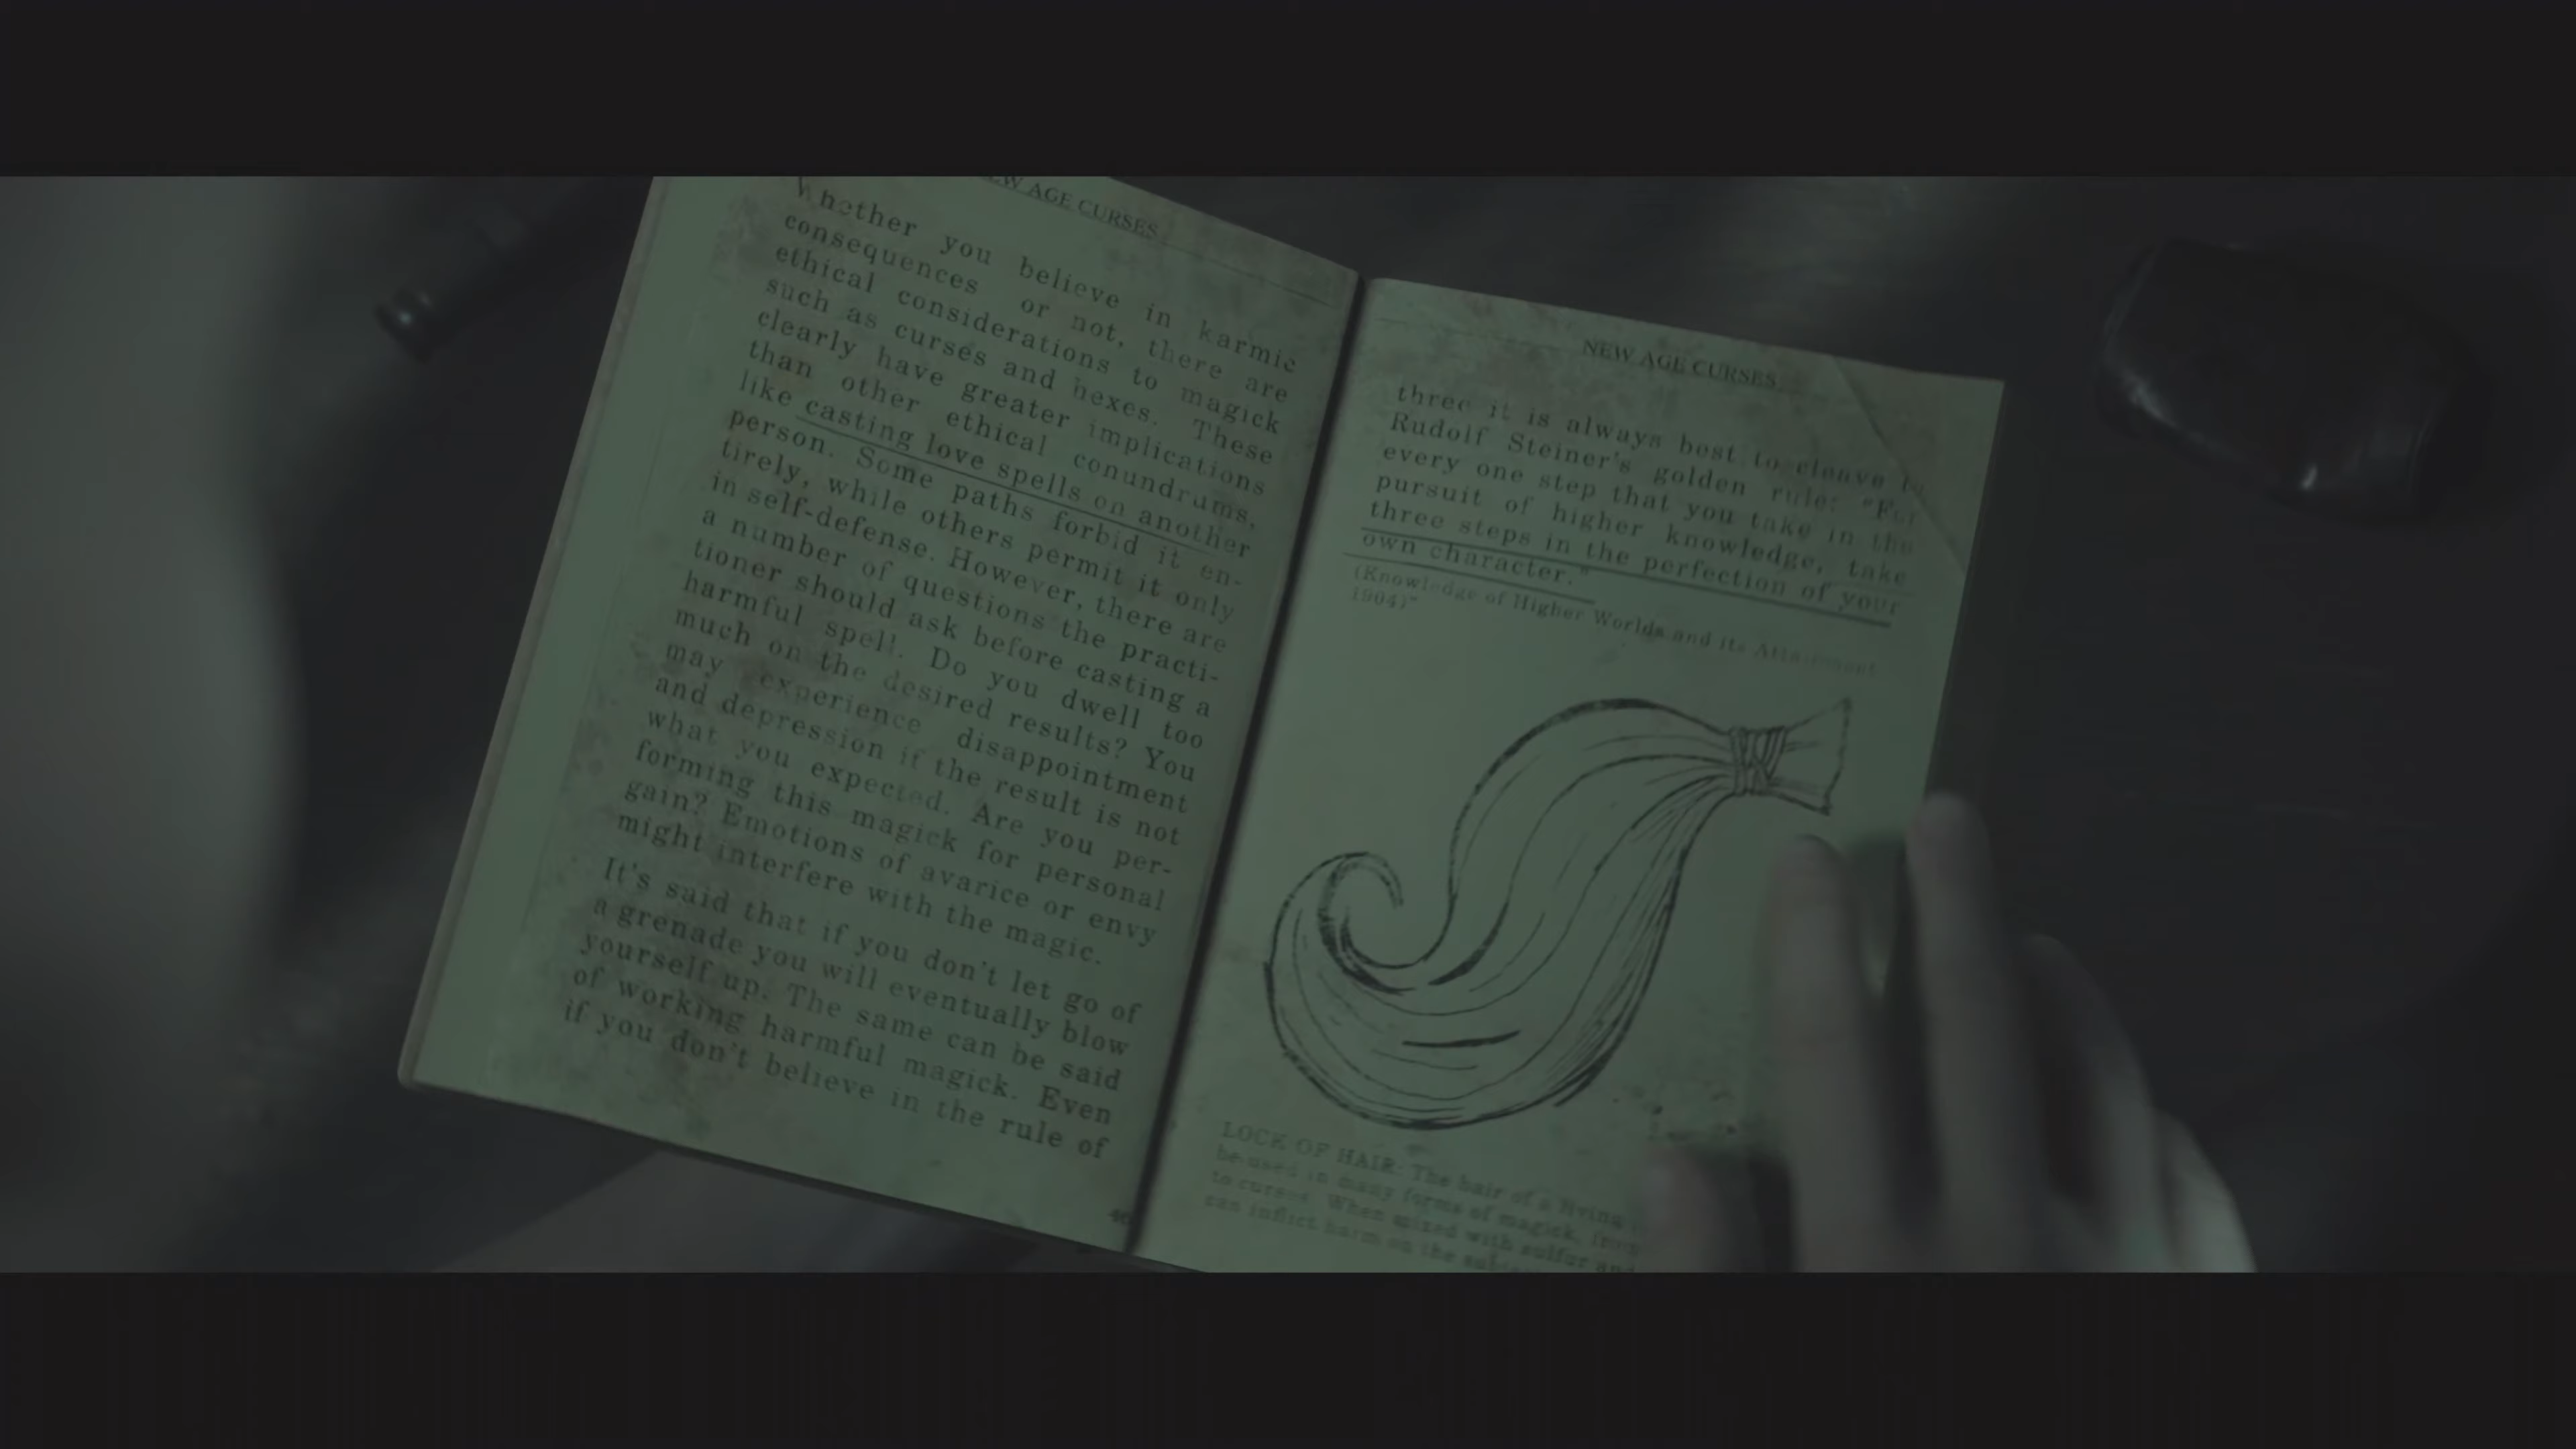 NEW AGE CURSES
Whether you believe in karmic
consequences or not, there are
ethical considerations to magick
such as curses and hexes. These
clearly have greater implications
than other ethical conundrums,
like casting love spells on another
person. Some paths forbid it en-
tirely, while others permit it only
in self-defense. However, there are
a number of questions the practi-
tioner should ask before casting a
harmful spell. Do you dwell too
much on the desired results? You
may experience disappointment
and depression if the result is not
what you expected. Are you per-
forming this magick for personal
gain? Emotions of avarice or envy
might interfere with the magic.
It's said that if you don't let go of
a grenade you will eventually blow
yourself up. The same can be said
of working harmful magick. Even
if you don't believe in the rule of
NEW AGE CURSES
three it is always best to cleave to
Rudolf Steiner's golden rule: "For
every one step that you take in the
pursuit of higher knowledge, take
three steps in the perfection of your
own character."
(Knowledge of Higher Worlds and its
1904)"
LOCK OF HAIR: The hair of a living
be used in many forms of magick, from
to curses. When mixed with sulfur and
can inflict harm on the